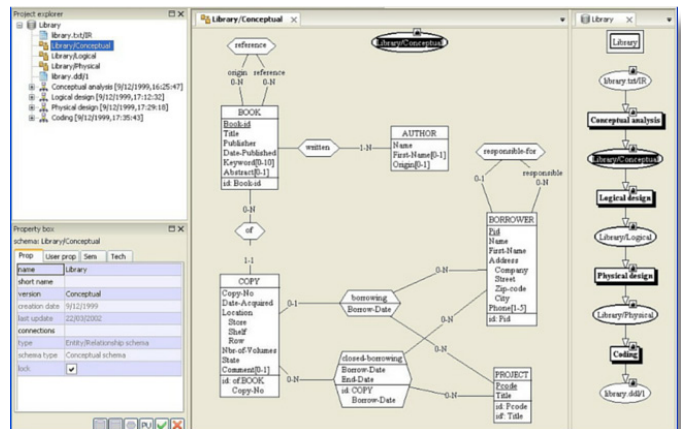 Project explorer
Library
library.txt/IR
Library/Conceptual
Library/Logical
Library/Physical
library.ddl/1
Conceptual analysis [9/12/1999,16:25:47]
Logical design [9/12/1999,17:12:32]
Physical design [9/12/1999,17:29:18]
Coding [9/12/1999,17:35:43]
Property box
schema: Library/Conceptual
Prop User prop Sem Tech
name Library
short name
version Conceptual
creation date 9/12/1999
last update 22/03/2002
connections
type Entity/Relationship schema
schema type Conceptual schema
lock
PU
Library/Conceptual
Library/Conceptual
reference
origin reference
0-N 0-N
BOOK
Book-id
Title
Publisher
Date-Published
Keyword[0-10]
Abstract[0-1]
id: Book-id
0-N
written
1-N
AUTHOR
Name
First-Name[0-1]
Origin[0-1]
responsible-for
0-1
responsible
0-N
0-N
of
1-1
BORROWER
Pid
Name
First-Name
Address
Company
Street
Zip-code
City
Phone[1-5]
id: Pid
COPY
Copy-No
Date-Acquired
Location
Store
Shelf
Row
Nbr-of-Volumes
State
Comment[0-1]
id: of.BOOK
Copy-No
0-1
borrowing
Borrow-Date
0-N
0-N
closed-borrowing
Borrow-Date
End-Date
id: COPY
Borrow-Date
0-N
0-N
0-N
0-N
PROJECT
Pcode
Title
id: Pcode
id': Title
Library
Library
library.txt/IR
Conceptual analysis
Library/Conceptual
Logical design
Library/Logical
Physical design
Library/Physical
Coding
library.ddl/1